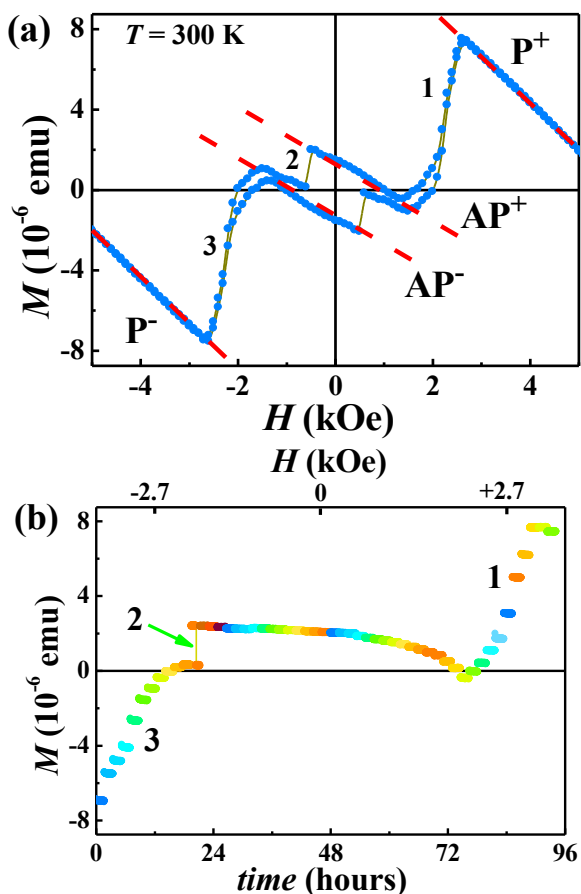 (a)
T = 300 K
P⁺
1
2
3
AP⁺
AP⁻
P⁻
M (10⁻⁶ emu)
8
4
0
-4
-8
-4 -2 0 2 4
H (kOe)
H (kOe)
-2.7 0 +2.7
(b)
1
2
3
M (10⁻⁶ emu)
8
4
0
-4
-8
0 24 48 72 96
time (hours)